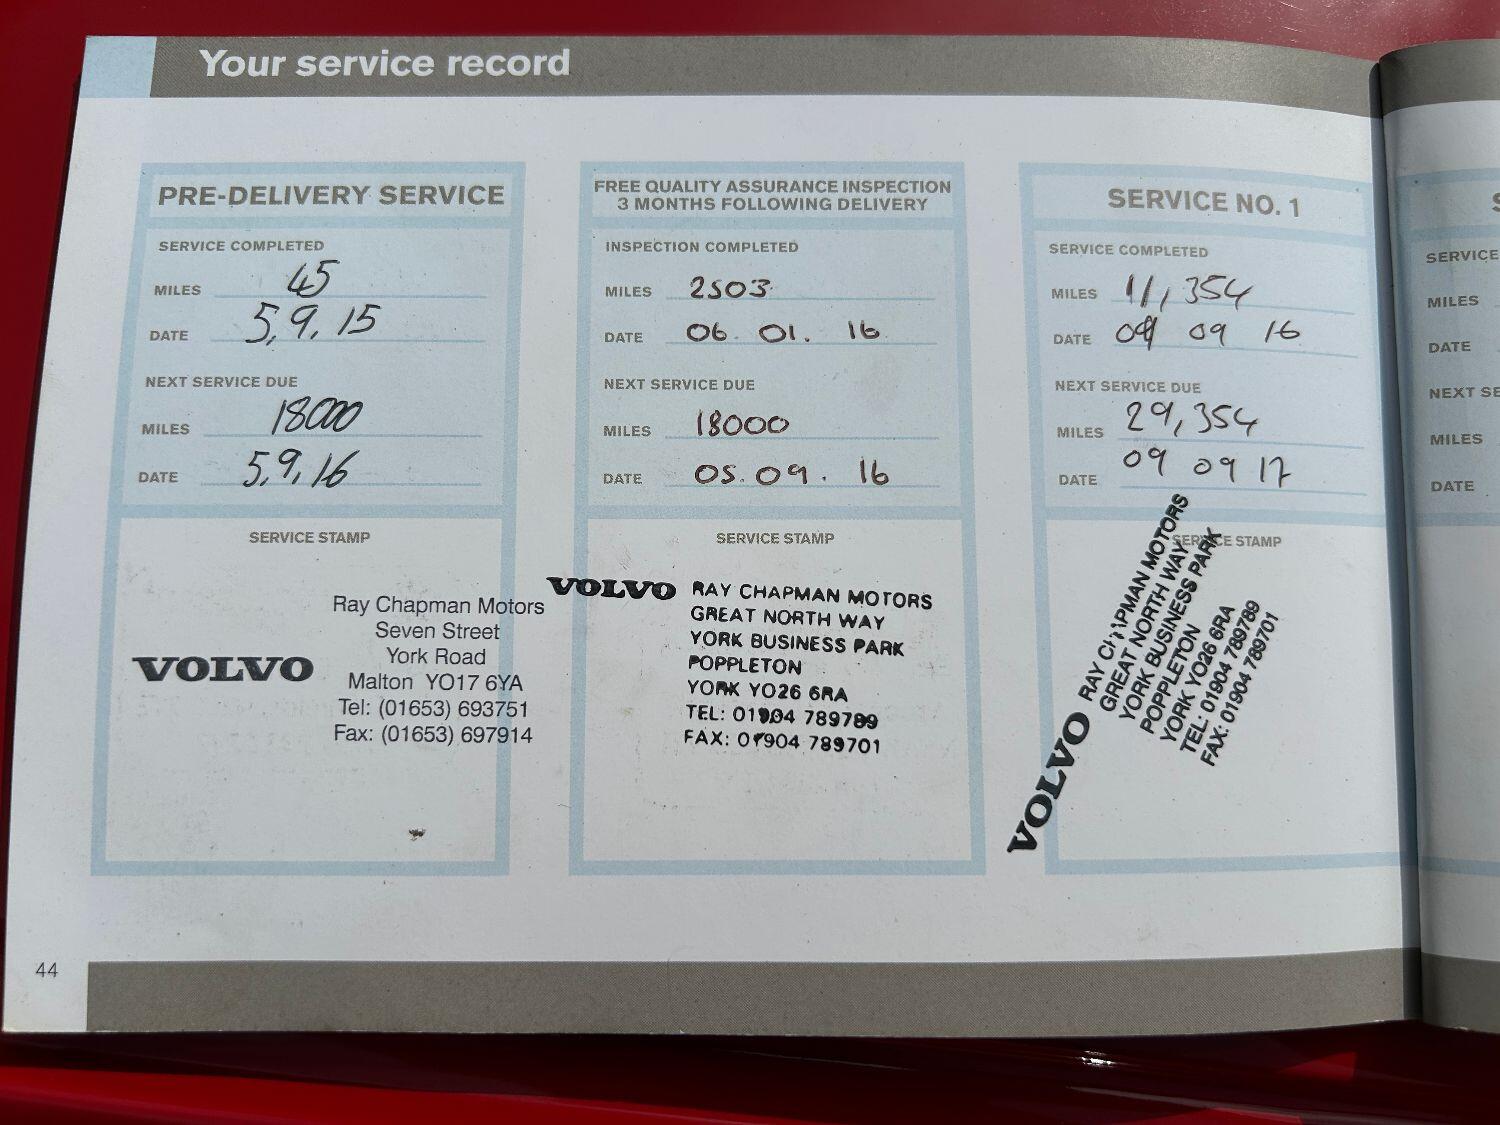 Your service record
PRE-DELIVERY SERVICE
SERVICE COMPLETED
MILES 45
DATE 5,9,15
NEXT SERVICE DUE
MILES 18000
DATE 5,9,16
SERVICE STAMP
VOLVO
Ray Chapman Motors
Seven Street
York Road
Malton YO17 6YA
Tel: (01653) 693751
Fax: (01653) 697914
FREE QUALITY ASSURANCE INSPECTION
3 MONTHS FOLLOWING DELIVERY
INSPECTION COMPLETED
MILES 2503
DATE 06. 01. 16
NEXT SERVICE DUE
MILES 18000
DATE 05. 09. 16
SERVICE STAMP
VOLVO RAY CHAPMAN MOTORS
GREAT NORTH WAY
YORK BUSINESS PARK
POPPLETON
YORK YO26 6RA
TEL: 01904 789789
FAX: 01904 789701
SERVICE NO. 1
SERVICE COMPLETED
MILES 11,354
DATE 09 09 16
NEXT SERVICE DUE
MILES 29,354
DATE 09 09 17
SERVICE STAMP
VOLVO RAY CHAPMAN MOTORS
GREAT NORTH WAY
YORK BUSINESS PARK
POPPLETON
YORK YO26 6RA
TEL: 01904 789789
FAX: 01904 789701
SERVICE
MILES
DATE
MILES
DATE
44